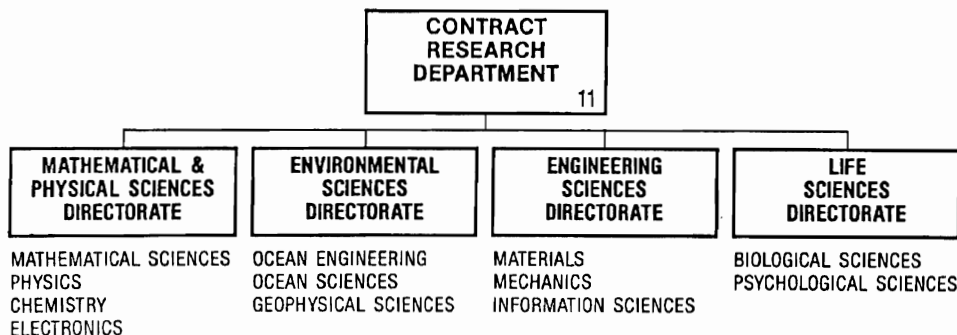 CONTRACT
RESEARCH
DEPARTMENT
11
MATHEMATICAL &
PHYSICAL SCIENCES
DIRECTORATE
MATHEMATICAL SCIENCES
PHYSICS
CHEMISTRY
ELECTRONICS
ENVIRONMENTAL
SCIENCES
DIRECTORATE
OCEAN ENGINEERING
OCEAN SCIENCES
GEOPHYSICAL SCIENCES
ENGINEERING
SCIENCES
DIRECTORATE
MATERIALS
MECHANICS
INFORMATION SCIENCES
LIFE
SCIENCES
DIRECTORATE
BIOLOGICAL SCIENCES
PSYCHOLOGICAL SCIENCES